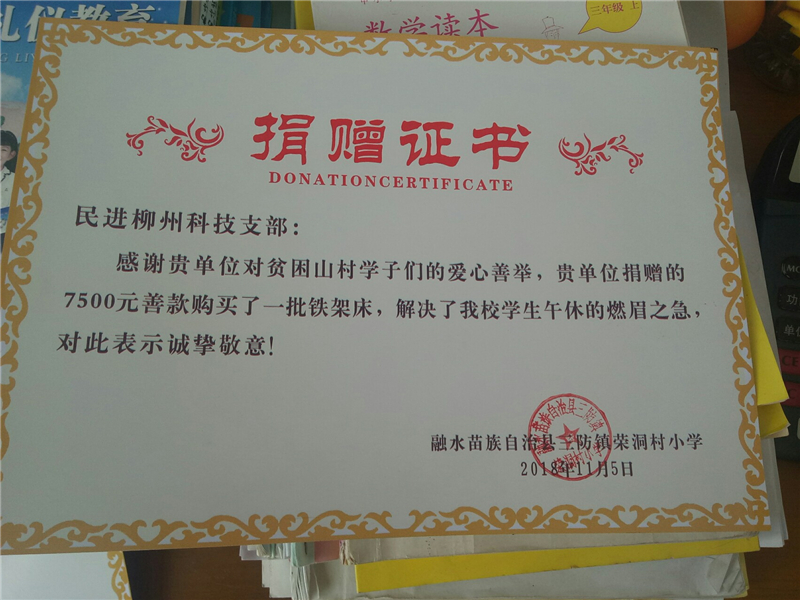 礼仪教育
数学读本
三年级 上
捐赠证书
DONATIONCERTIFICATE
民进柳州科技支部：
感谢贵单位对贫困山村学子们的爱心善举，贵单位捐赠的
7500元善款购买了一批铁架床，解决了我校学生午休的燃眉之急，
对此表示诚挚敬意！
融水苗族自治县三防镇荣洞村小学
2018年11月5日